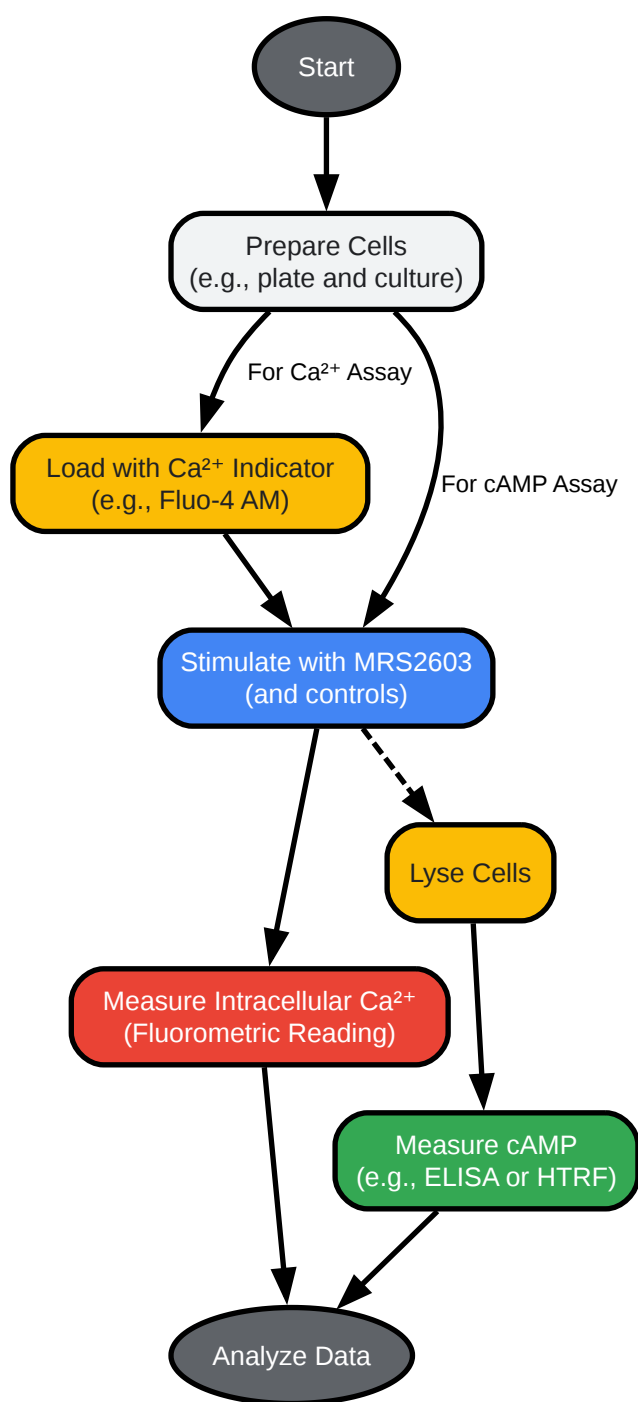 Start
Prepare Cells
(e.g., plate and culture)
For Ca²⁺ Assay
Load with Ca²⁺ Indicator
(e.g., Fluo-4 AM)
For cAMP Assay
Stimulate with MRS2603
(and controls)
Lyse Cells
Measure Intracellular Ca²⁺
(Fluorometric Reading)
Measure cAMP
(e.g., ELISA or HTRF)
Analyze Data